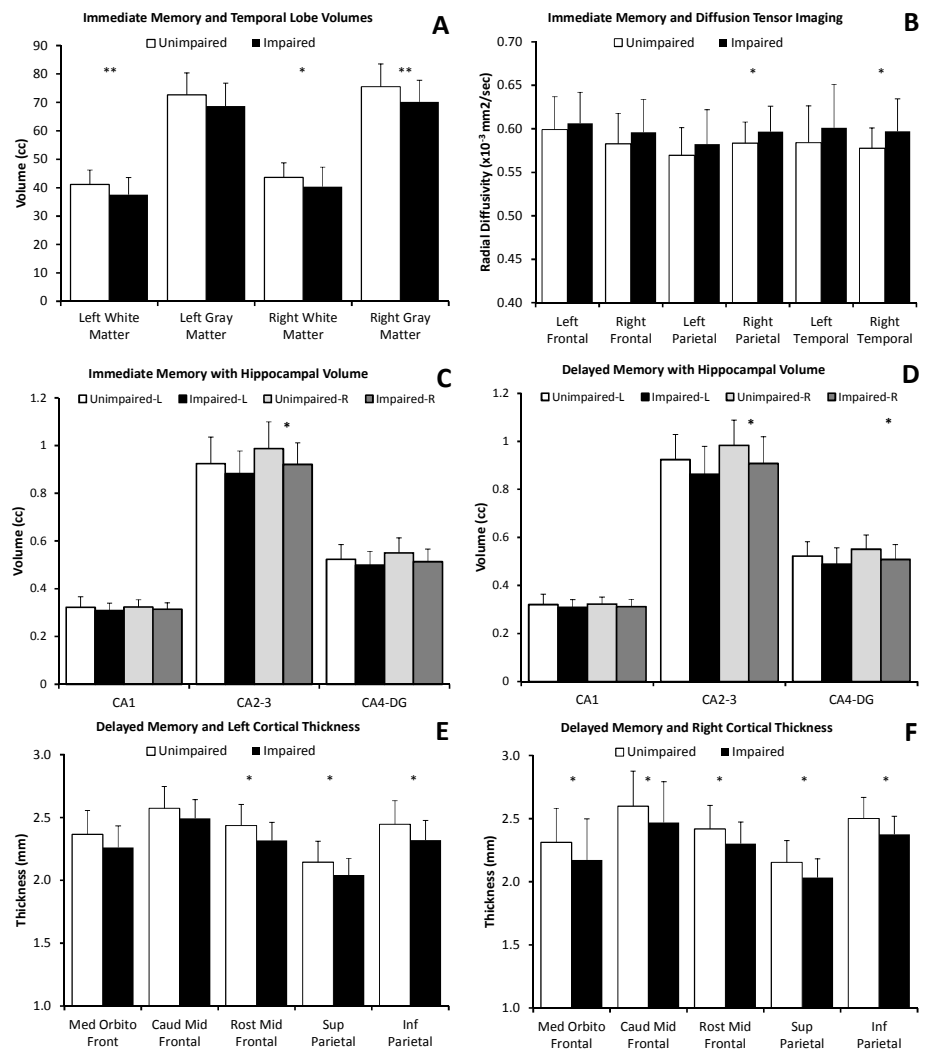 Immediate Memory and Temporal Lobe Volumes
A
Unimpaired Impaired
** * **
90
80
70
60
50
40
30
20
10
0
Volume (cc)
Left White Matter
Left Gray Matter
Right White Matter
Right Gray Matter
Immediate Memory and Diffusion Tensor Imaging
B
Unimpaired Impaired
* *
0.70
0.65
0.60
0.55
0.50
0.45
0.40
Radial Diffusivity (x10⁻³ mm2/sec)
Left Frontal
Right Frontal
Left Parietal
Right Parietal
Left Temporal
Right Temporal
Immediate Memory with Hippocampal Volume
C
Unimpaired-L Impaired-L Unimpaired-R Impaired-R
*
1.2
1
0.8
0.6
0.4
0.2
0
Volume (cc)
CA1 CA2-3 CA4-DG
Delayed Memory with Hippocampal Volume
D
Unimpaired-L Impaired-L Unimpaired-R Impaired-R
* *
1.2
1
0.8
0.6
0.4
0.2
0
Volume (cc)
CA1 CA2-3 CA4-DG
Delayed Memory and Left Cortical Thickness
E
Unimpaired Impaired
* * *
3.0
2.5
2.0
1.5
1.0
Thickness (mm)
Med Orbito Front
Caud Mid Frontal
Rost Mid Frontal
Sup Parietal
Inf Parietal
Delayed Memory and Right Cortical Thickness
F
Unimpaired Impaired
* * * * *
3.0
2.5
2.0
1.5
1.0
Thickness (mm)
Med Orbito Frontal
Caud Mid Frontal
Rost Mid Frontal
Sup Parietal
Inf Parietal